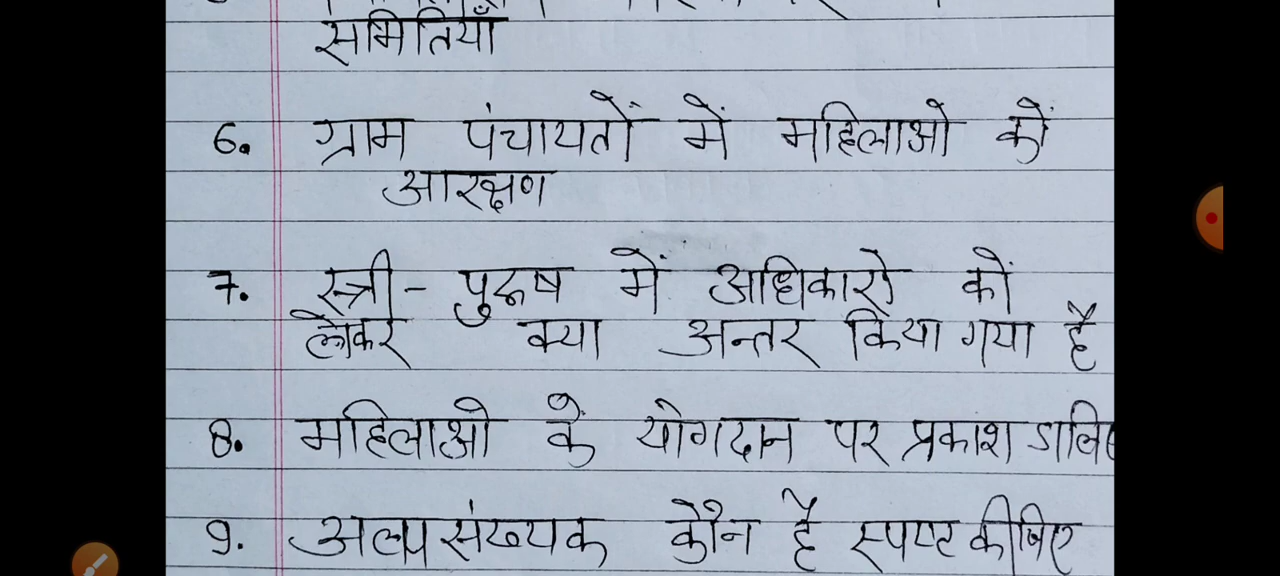 समितियाँ
6. ग्राम पंचायतों में महिलाओ कों
आरक्षण
7. स्त्री - पुरूष में अधिकारो कों
लेकर क्या अन्तर किया गया है
8. महिलाओ के योगदान पर प्रकाश
9. अल्पसंख्यक कौन है स्पष्ट कीजिए